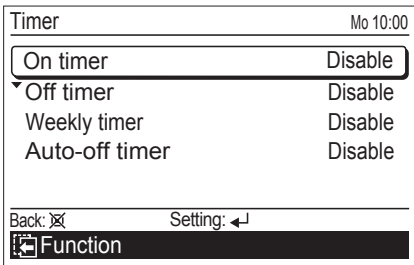 Timer Mo 10:00
On timer Disable
Off timer Disable
Weekly timer Disable
Auto-off timer Disable
Back: Setting:
Function